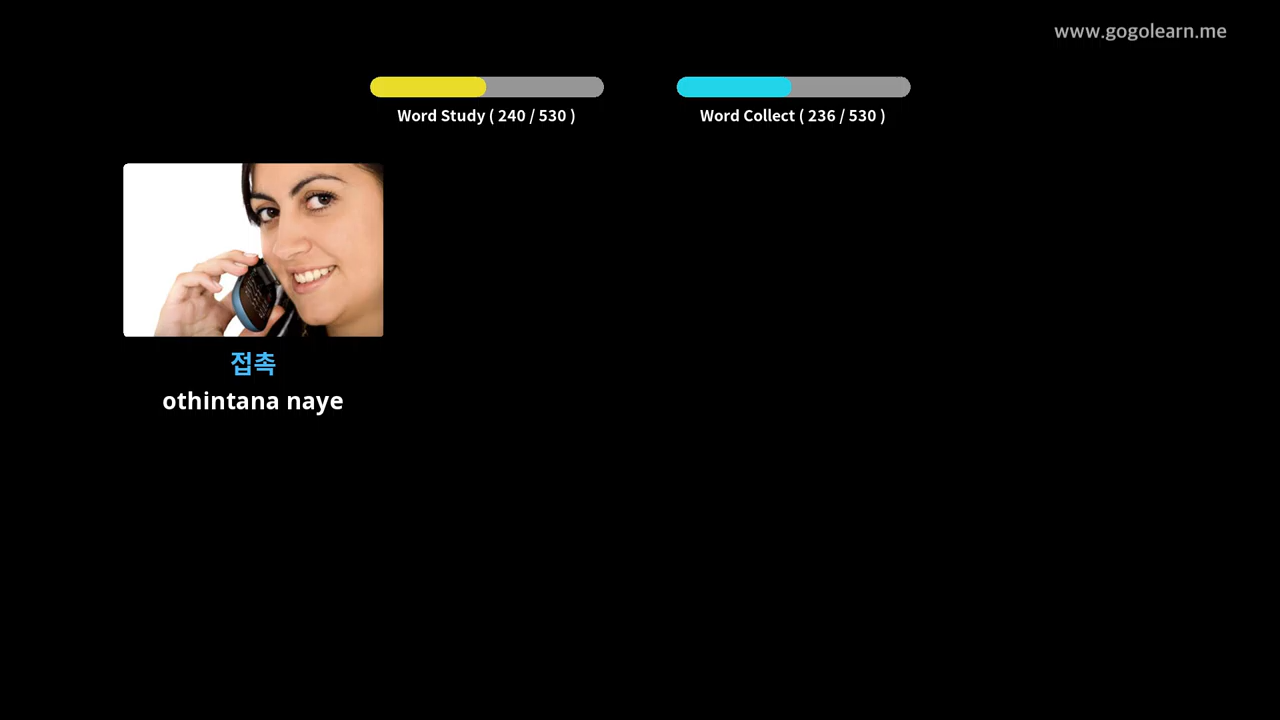 www.gogolearn.me
Word Study ( 240 / 530 )
Word Collect ( 236 / 530 )
접촉
othintana naye